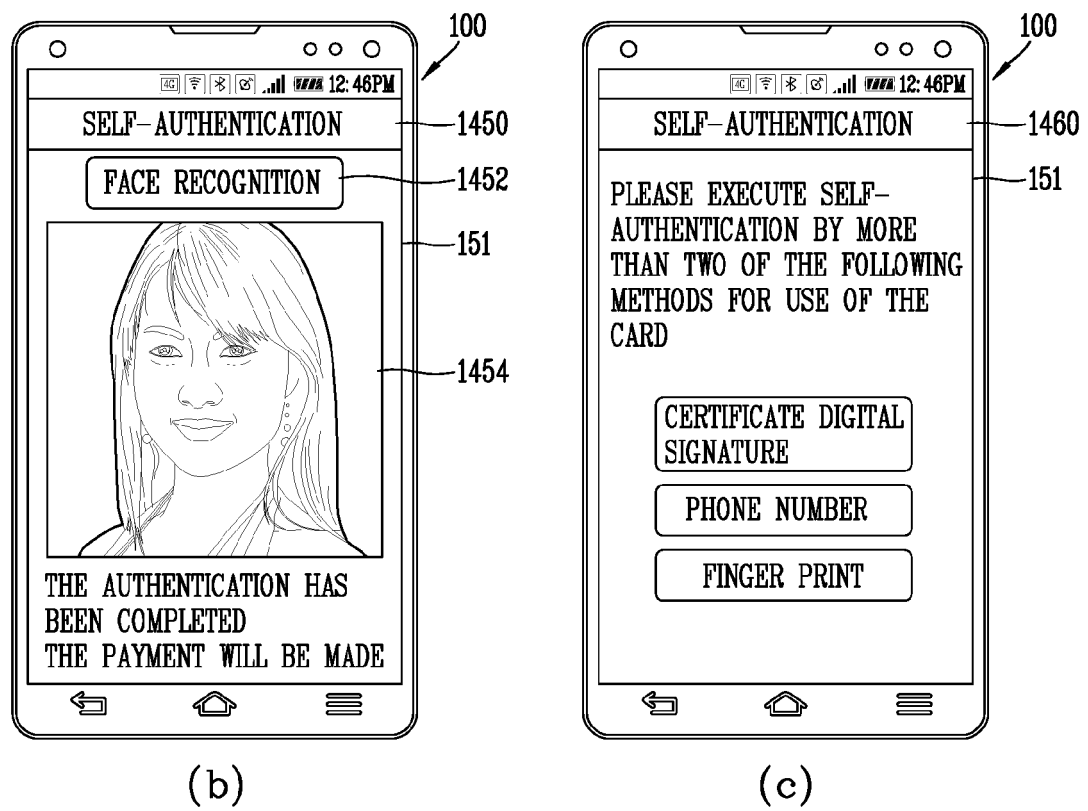 100
4G 12:46PM
SELF-AUTHENTICATION
1450
FACE RECOGNITION
1452
151
1454
THE AUTHENTICATION HAS
BEEN COMPLETED
THE PAYMENT WILL BE MADE
(b)
100
4G 12:46PM
SELF-AUTHENTICATION
1460
151
PLEASE EXECUTE SELF-
AUTHENTICATION BY MORE
THAN TWO OF THE FOLLOWING
METHODS FOR USE OF THE
CARD
CERTIFICATE DIGITAL
SIGNATURE
PHONE NUMBER
FINGER PRINT
(c)